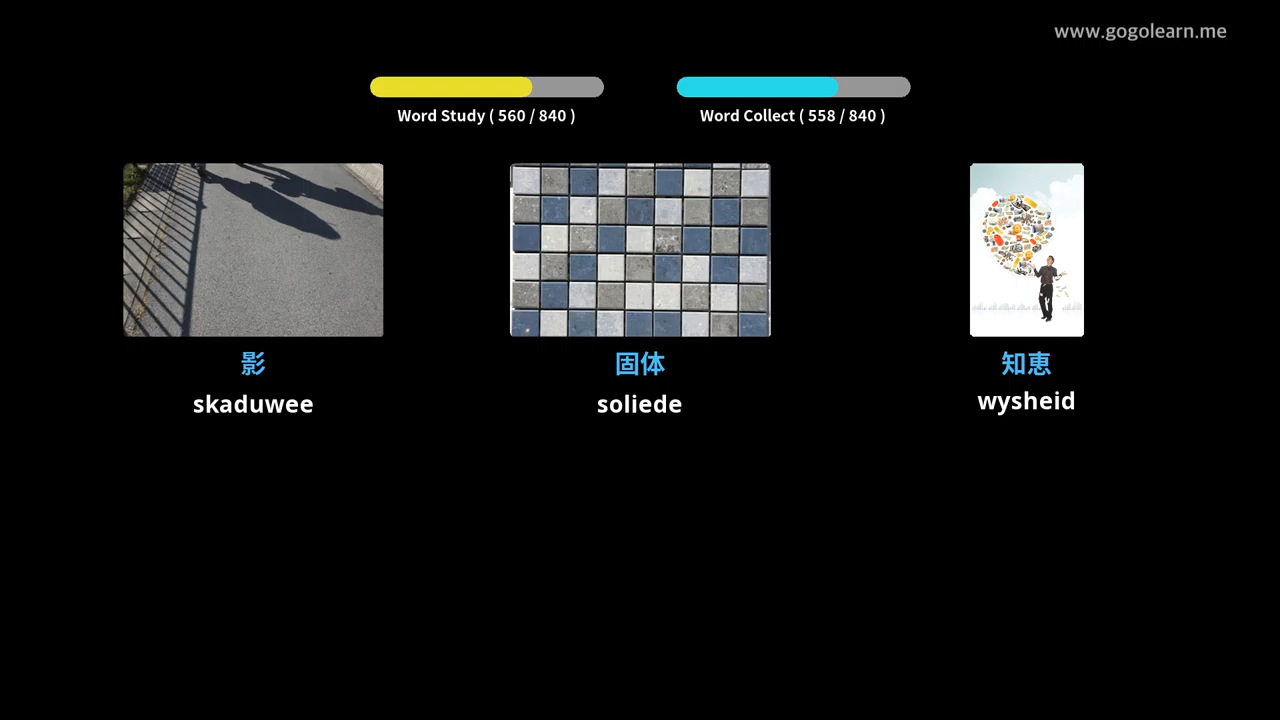 www.gogolearn.me
Word Study ( 560 / 840 )
Word Collect ( 558 / 840 )
影
固体
知恵
skaduwee
soliede
wysheid